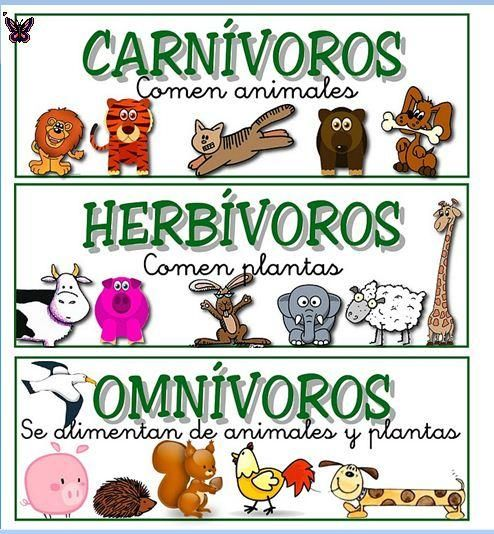 CARNÍVOROS
Comen animales
HERBÍVOROS
Comen plantas
OMNÍVOROS
Se alimentan de animales y plantas